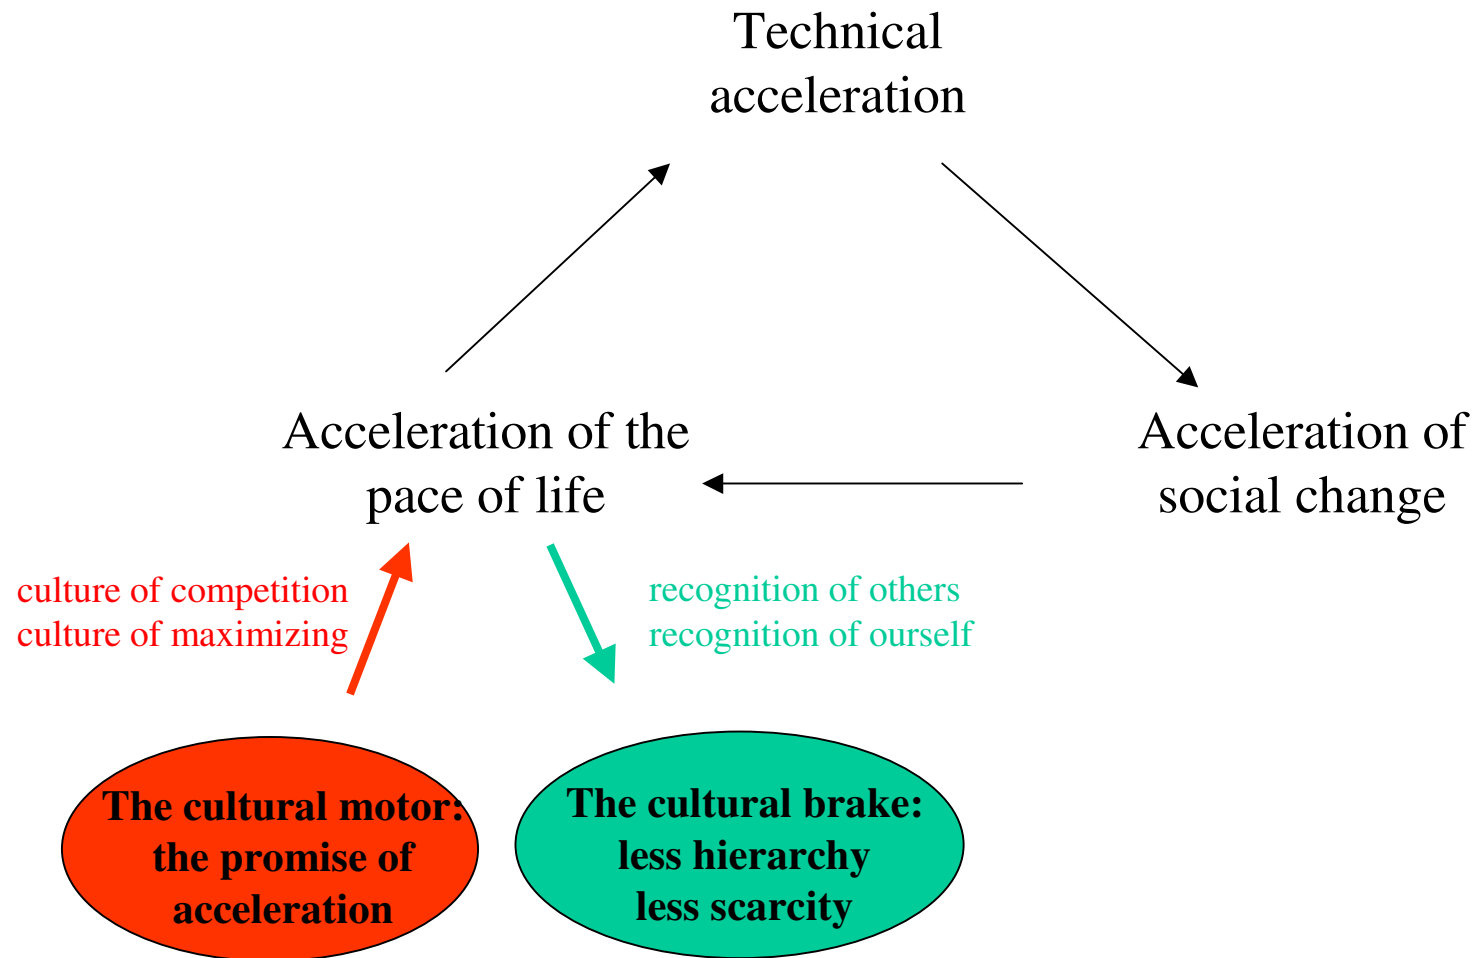 Technical
acceleration
Acceleration of the
pace of life
Acceleration of
social change
culture of competition
culture of maximizing
recognition of others
recognition of ourself
The cultural motor:
the promise of
acceleration
The cultural brake:
less hierarchy
less scarcity